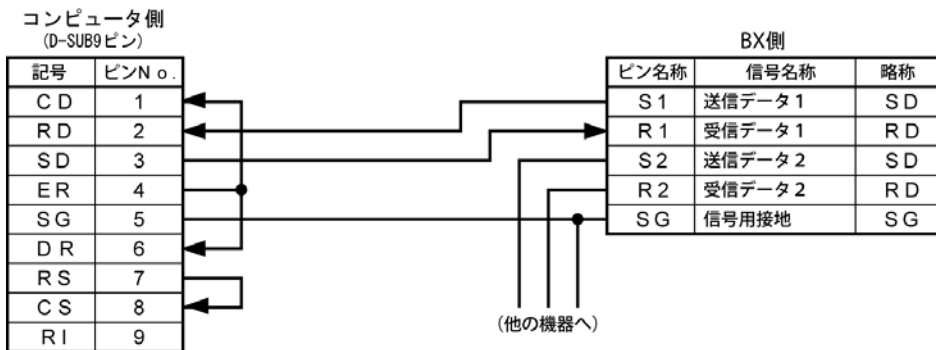 コンピュータ側
(D-SUB9ピン)
BX側
記号 ピンNo.
CD 1
RD 2
SD 3
ER 4
SG 5
DR 6
RS 7
CS 8
RI 9
ピン名称 信号名称 略称
S1 送信データ1 SD
R1 受信データ1 RD
S2 送信データ2 SD
R2 受信データ2 RD
SG 信号用接地 SG
(他の機器へ)